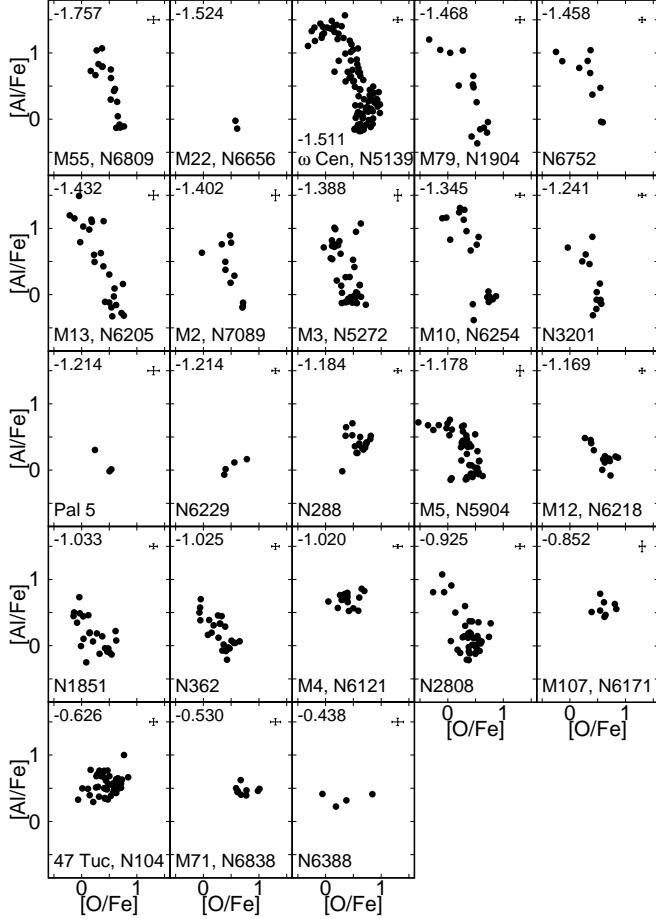 -1.757
-1.524
-1.468
-1.458
[Al/Fe]
1
0
-1.511
M55, N6809
M22, N6656
ω Cen, N5139
M79, N1904
N6752
-1.432
-1.402
-1.388
-1.345
-1.241
[Al/Fe]
1
0
M13, N6205
M2, N7089
M3, N5272
M10, N6254
N3201
-1.214
-1.214
-1.184
-1.178
-1.169
[Al/Fe]
1
0
Pal 5
N6229
N288
M5, N5904
M12, N6218
-1.033
-1.025
-1.020
-0.925
-0.852
[Al/Fe]
1
0
N1851
N362
M4, N6121
N2808
M107, N6171
0 1
0 1
[O/Fe]
[O/Fe]
-0.626
-0.530
-0.438
[Al/Fe]
1
0
47 Tuc, N104
M71, N6838
N6388
0 1
0 1
0 1
[O/Fe]
[O/Fe]
[O/Fe]